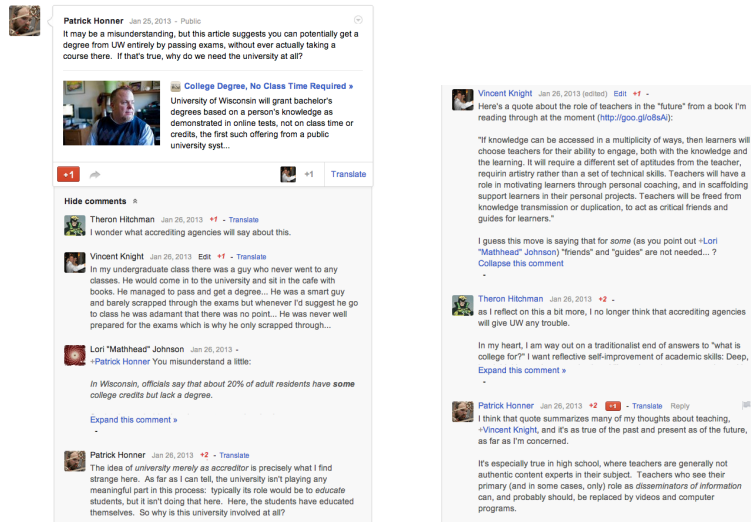 Patrick Honner Jan 25, 2013 - Public
It may be a misunderstanding, but this article suggests you can potentially get a
degree from UW entirely by passing exams, without ever actually taking a
course there. If that's true, why do we need the university at all?
College Degree, No Class Time Required »
University of Wisconsin will grant bachelor's
degrees based on a person's knowledge as
demonstrated in online tests, not on class time or
credits, the first such offering from a public
university syst...
+1
+1 Translate
Hide comments
Theron Hitchman Jan 26, 2013 +1 - Translate
I wonder what accrediting agencies will say about this.
Vincent Knight Jan 26, 2013 Edit +1 - Translate
In my undergraduate class there was a guy who never went to any
classes. He would come in to the university and sit in the cafe with
books. He managed to pass and get a degree... He was a smart guy
and barely scrapped through the exams but whenever I'd suggest he go
to class he was adamant that there was no point... He was never well
prepared for the exams which is why he only scrapped through...
Lori "Mathhead" Johnson Jan 26, 2013 -
+Patrick Honner You misunderstand a little:
In Wisconsin, officials say that about 20% of adult residents have some
college credits but lack a degree.
Expand this comment »
-
Patrick Honner Jan 26, 2013 +2 - Translate
The idea of university merely as accreditor is precisely what I find
strange here. As far as I can tell, the university isn't playing any
meaningful part in this process: typically its role would be to educate
students, but it isn't doing that here. Here, the students have educated
themselves. So why is this university involved at all?
Vincent Knight Jan 26, 2013 (edited) Edit +1 -
Here's a quote about the role of teachers in the "future" from a book I'm
reading through at the moment (http://goo.gl/o8sAi):
"If knowledge can be accessed in a multiplicity of ways, then learners will
choose teachers for their ability to engage, both with the knowledge and
the learning. It will require a different set of aptitudes from the teacher,
requirin artistry rather than a set of technical skills. Teachers will have a
role in motivating learners through personal coaching, and in scaffolding
support learners in their personal projects. Teachers will be freed from
knowledge transmission or duplication, to act as critical friends and
guides for learners."
I guess this move is saying that for some (as you point out +Lori
"Mathhead" Johnson) "friends" and "guides" are not needed... ?
Collapse this comment
-
Theron Hitchman Jan 26, 2013 +2 -
as I reflect on this a bit more, I no longer think that accrediting agencies
will give UW any trouble.
In my heart, I am way out on a traditionalist end of answers to "what is
college for?" I want reflective self-improvement of academic skills: Deep,
Expand this comment »
-
Patrick Honner Jan 26, 2013 +2 +1 - Translate Reply
I think that quote summarizes many of my thoughts about teaching,
+Vincent Knight, and it's as true of the past and present as of the future,
as far as I'm concerned.
It's especially true in high school, where teachers are generally not
authentic content experts in their subject. Teachers who see their
primary (and in some cases, only) role as disseminators of information
can, and probably should, be replaced by videos and computer
programs.